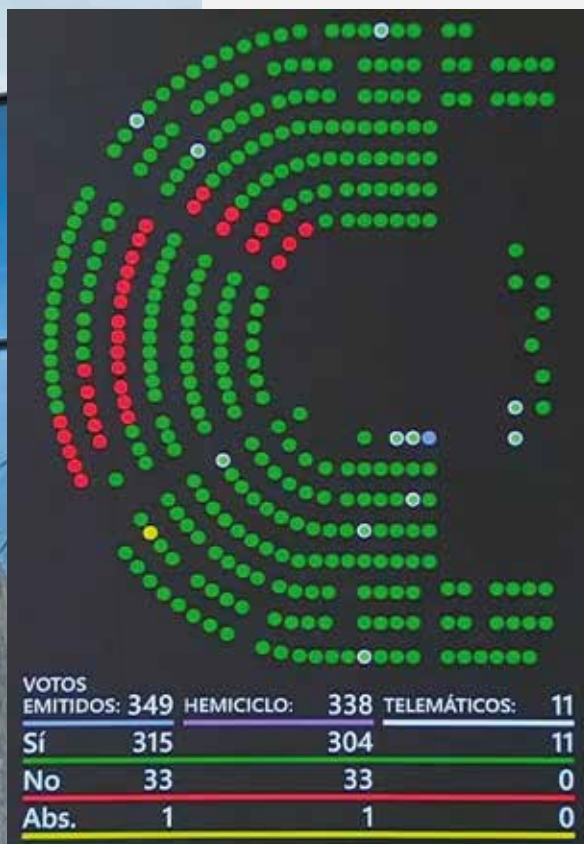 VOTOS
EMITIDOS: 349 HEMICICLO: 338 TELEMÁTICOS: 11
Sí 315 304 11
No 33 33 0
Abs. 1 1 0